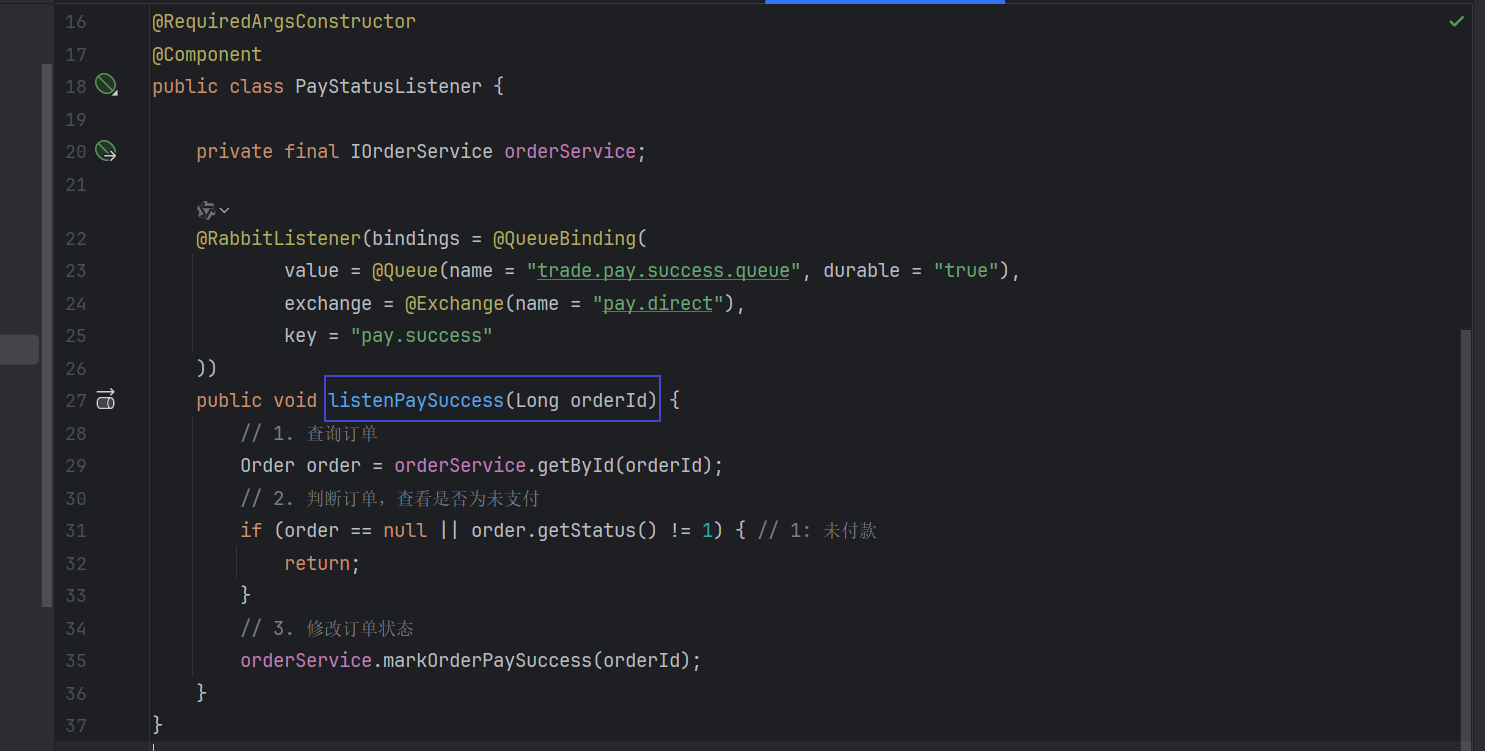 16 @RequiredArgsConstructor
17 @Component
18 public class PayStatusListener {
19
20     private final IOrderService orderService;
21
22     @RabbitListener(bindings = @QueueBinding(
23             value = @Queue(name = "trade.pay.success.queue", durable = "true"),
24             exchange = @Exchange(name = "pay.direct"),
25             key = "pay.success"
26     ))
27     public void listenPaySuccess(Long orderId) {
28         // 1. 查询订单
29         Order order = orderService.getById(orderId);
30         // 2. 判断订单，查看是否为未支付
31         if (order == null || order.getStatus() != 1) { // 1: 未付款
32             return;
33         }
34         // 3. 修改订单状态
35         orderService.markOrderPaySuccess(orderId);
36     }
37 }